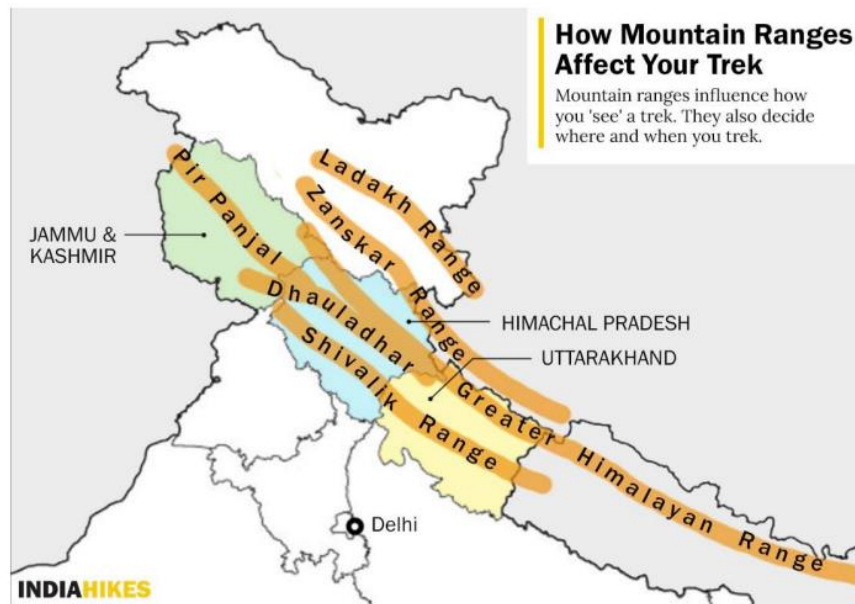 How Mountain Ranges
Affect Your Trek
Mountain ranges influence how
you 'see' a trek. They also decide
where and when you trek.
Ladakh Range
Zanskar Range
Pir Panjal
JAMMU &
KASHMIR
Dhauladhar
HIMACHAL PRADESH
Shivalik Range
UTTARAKHAND
Greater Himalayan Range
Delhi
INDIAHIKES